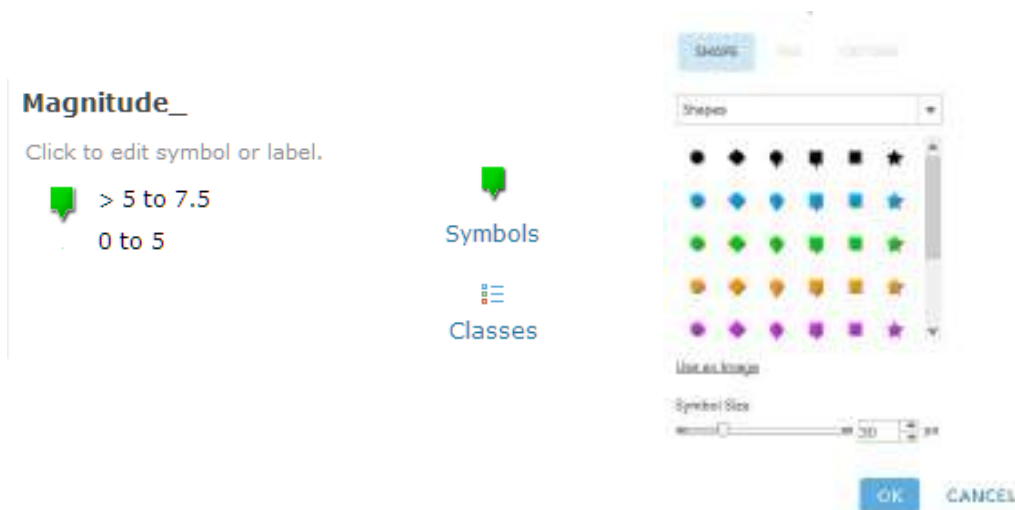 Magnitude_
Click to edit symbol or label.
> 5 to 7.5
0 to 5
Symbols
Classes
SHAPE
Shapes
Use as Image
Symbol Size
px
OK
CANCEL